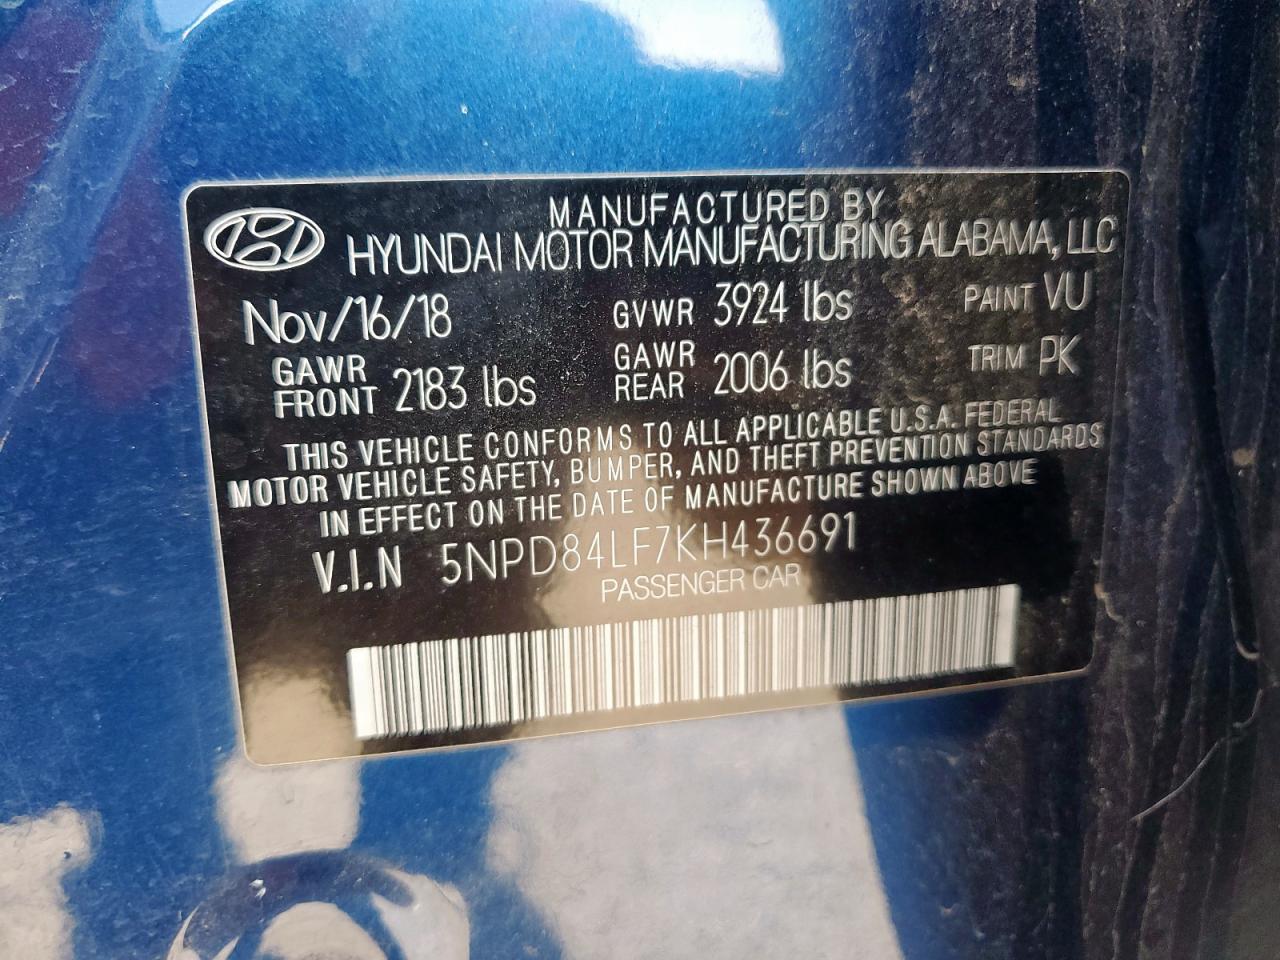 MANUFACTURED BY
HYUNDAI MOTOR MANUFACTURING ALABAMA, LLC
Nov/16/18 GVWR 3924 lbs PAINT VU
GAWR FRONT 2183 lbs GAWR REAR 2006 lbs TRIM PK
THIS VEHICLE CONFORMS TO ALL APPLICABLE U.S.A. FEDERAL
MOTOR VEHICLE SAFETY, BUMPER, AND THEFT PREVENTION STANDARDS
IN EFFECT ON THE DATE OF MANUFACTURE SHOWN ABOVE
V.I.N 5NPD84LF7KH436691
PASSENGER CAR